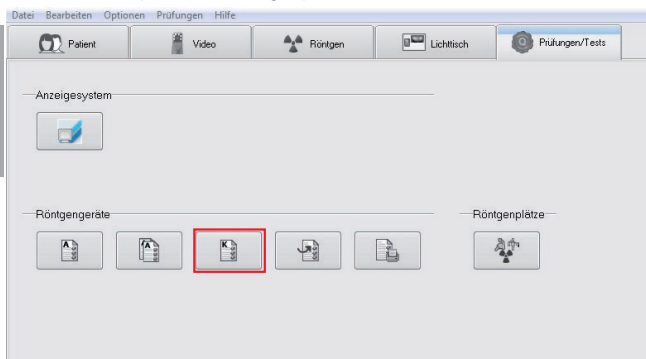 Datei Bearbeiten Optionen Prüfungen Hilfe
Patient Video Röntgen Lichttisch Prüfungen/Tests
Anzeigesystem
Röntgengeräte Röntgenplätze
A A K